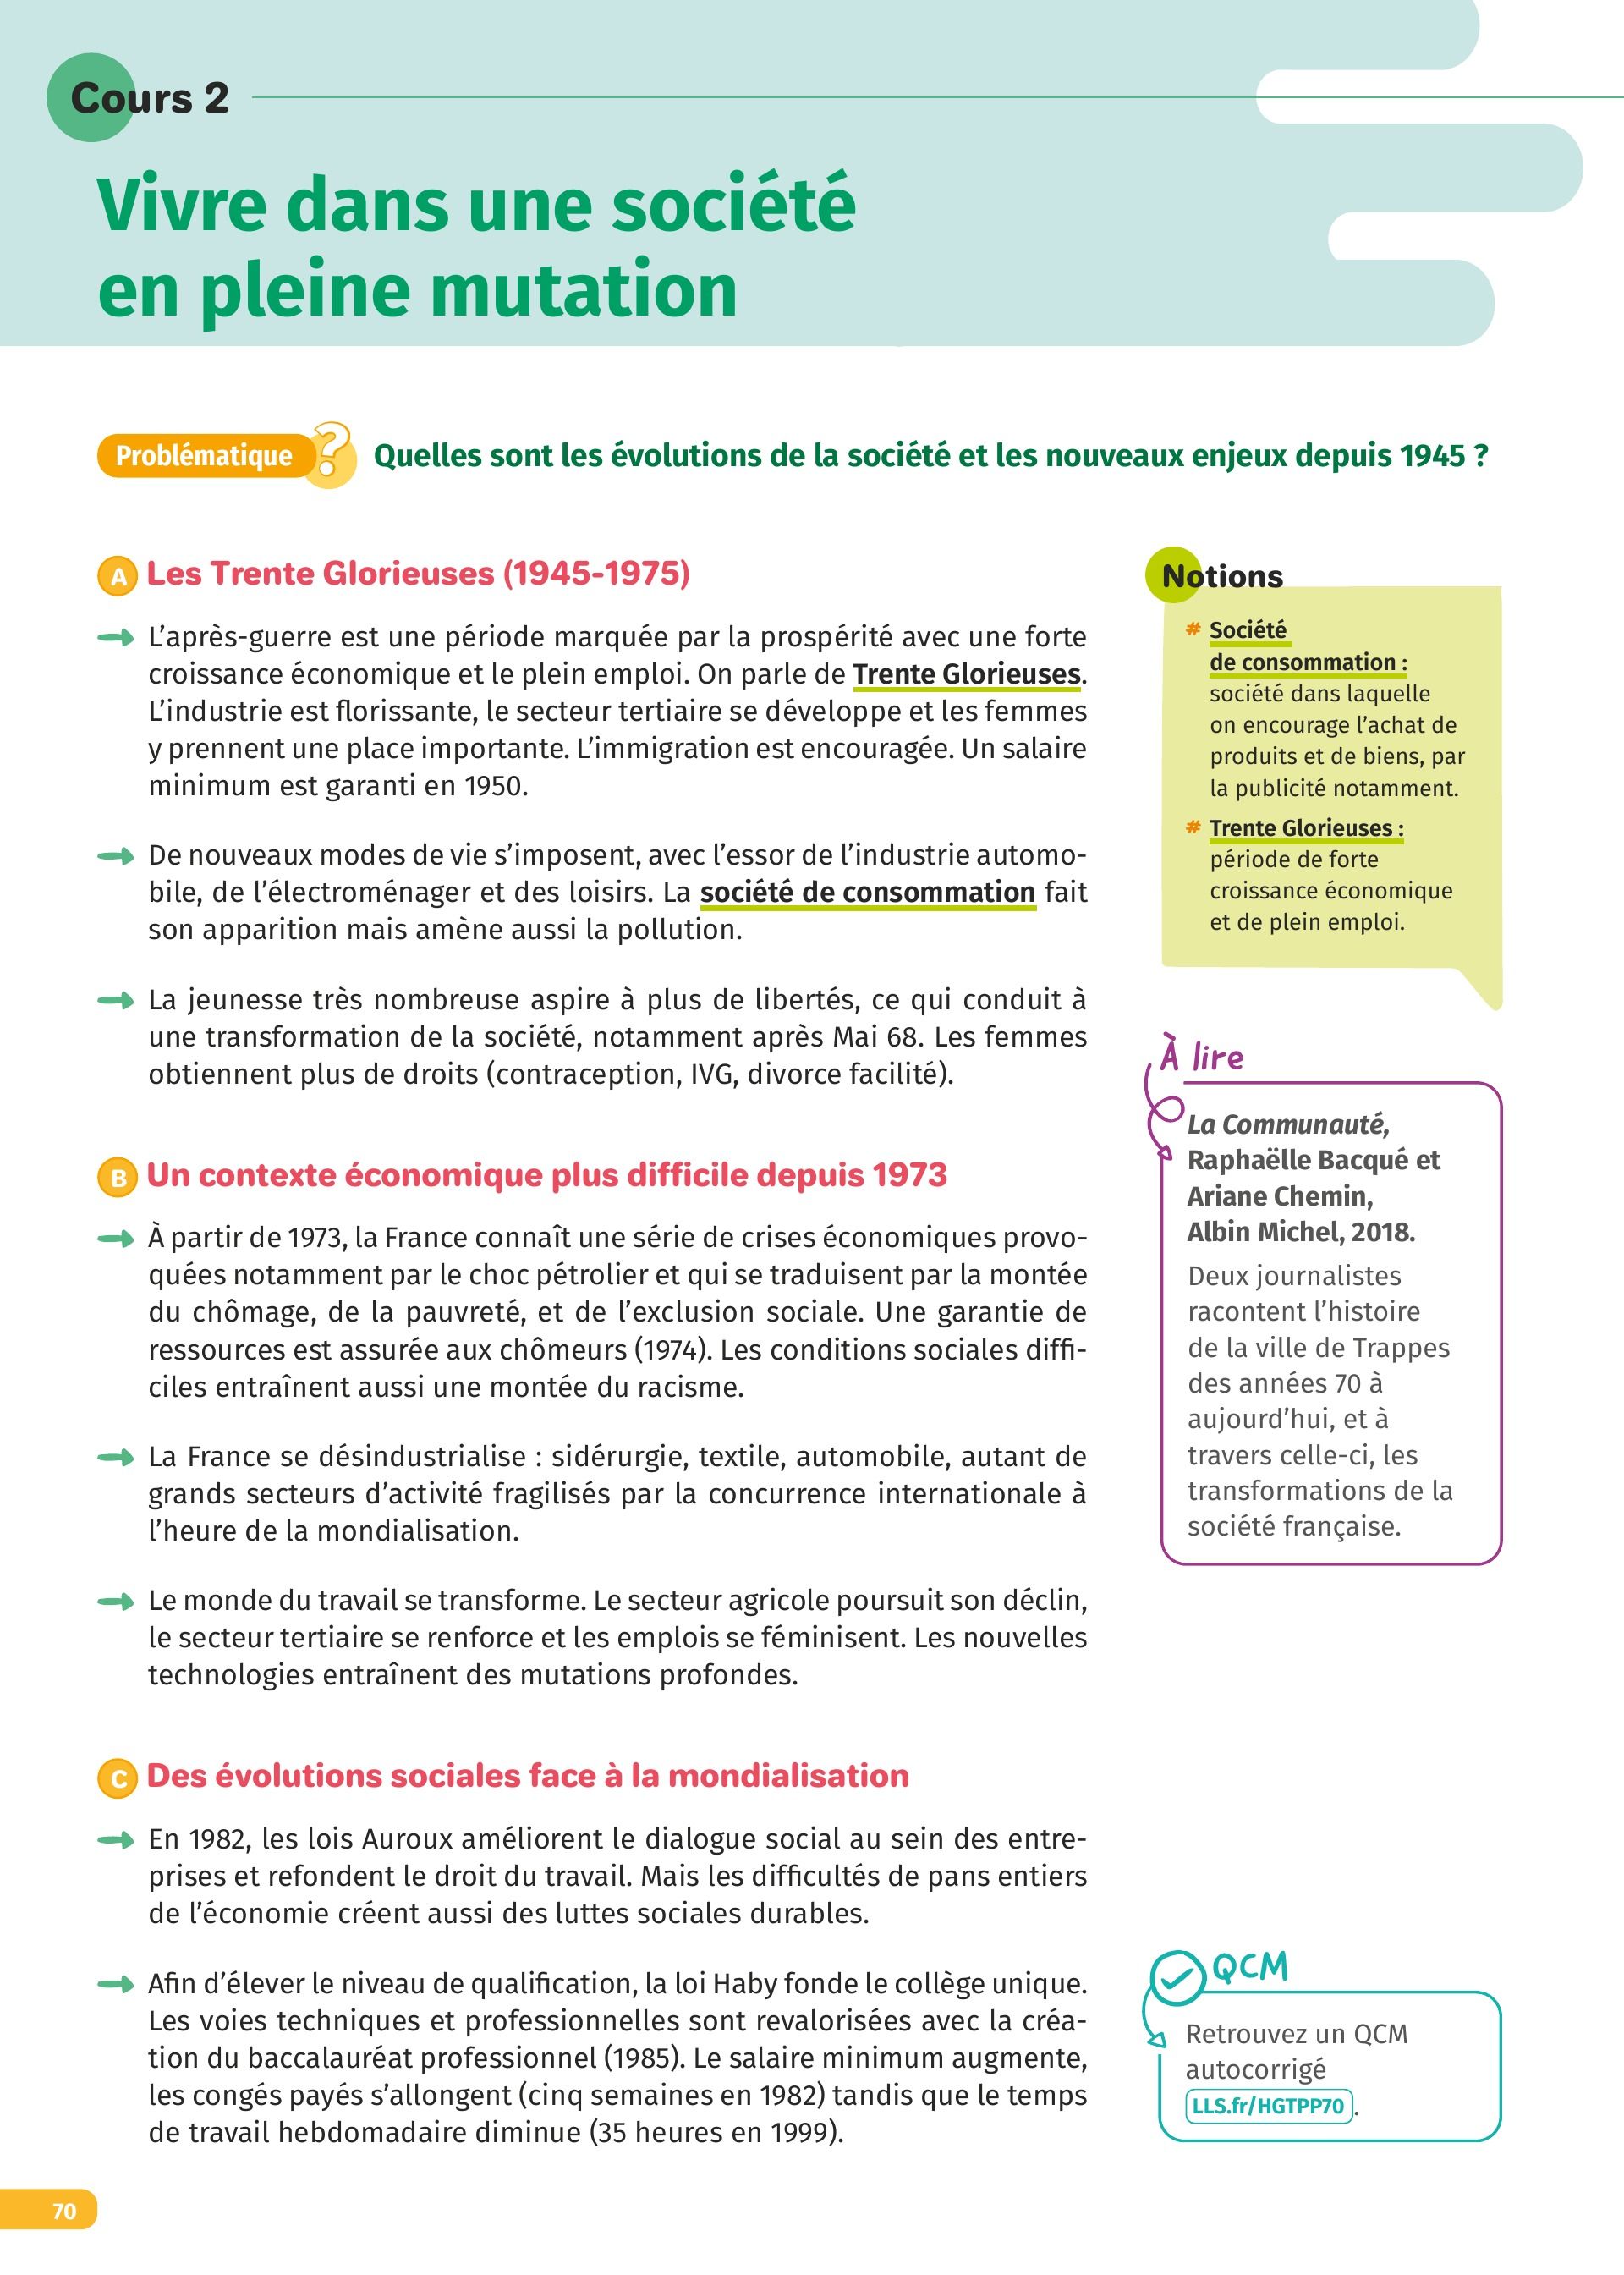 Cours 2
Vivre dans une société
en pleine mutation
Problématique ? Quelles sont les évolutions de la société et les nouveaux enjeux depuis 1945 ?
A Les Trente Glorieuses (1945-1975)
L’après-guerre est une période marquée par la prospérité avec une forte
croissance économique et le plein emploi. On parle de Trente Glorieuses.
L’industrie est florissante, le secteur tertiaire se développe et les femmes
y prennent une place importante. L’immigration est encouragée. Un salaire
minimum est garanti en 1950.
De nouveaux modes de vie s’imposent, avec l’essor de l’industrie automo-
bile, de l’électroménager et des loisirs. La société de consommation fait
son apparition mais amène aussi la pollution.
La jeunesse très nombreuse aspire à plus de libertés, ce qui conduit à
une transformation de la société, notamment après Mai 68. Les femmes
obtiennent plus de droits (contraception, IVG, divorce facilité).
B Un contexte économique plus difficile depuis 1973
À partir de 1973, la France connaît une série de crises économiques provo-
quées notamment par le choc pétrolier et qui se traduisent par la montée
du chômage, de la pauvreté, et de l’exclusion sociale. Une garantie de
ressources est assurée aux chômeurs (1974). Les conditions sociales diffi-
ciles entraînent aussi une montée du racisme.
La France se désindustrialise : sidérurgie, textile, automobile, autant de
grands secteurs d’activité fragilisés par la concurrence internationale à
l’heure de la mondialisation.
Le monde du travail se transforme. Le secteur agricole poursuit son déclin,
le secteur tertiaire se renforce et les emplois se féminisent. Les nouvelles
technologies entraînent des mutations profondes.
C Des évolutions sociales face à la mondialisation
En 1982, les lois Auroux améliorent le dialogue social au sein des entre-
prises et refondent le droit du travail. Mais les difficultés de pans entiers
de l’économie créent aussi des luttes sociales durables.
Afin d’élever le niveau de qualification, la loi Haby fonde le collège unique.
Les voies techniques et professionnelles sont revalorisées avec la créa-
tion du baccalauréat professionnel (1985). Le salaire minimum augmente,
les congés payés s’allongent (cinq semaines en 1982) tandis que le temps
de travail hebdomadaire diminue (35 heures en 1999).
Notions
# Société
de consommation :
société dans laquelle
on encourage l’achat de
produits et de biens, par
la publicité notamment.
# Trente Glorieuses :
période de forte
croissance économique
et de plein emploi.
À lire
La Communauté,
Raphaëlle Bacqué et
Ariane Chemin,
Albin Michel, 2018.
Deux journalistes
racontent l’histoire
de la ville de Trappes
des années 70 à
aujourd’hui, et à
travers celle-ci, les
transformations de la
société française.
QCM
Retrouvez un QCM
autocorrigé
LLS.fr/HGTPP70.
70